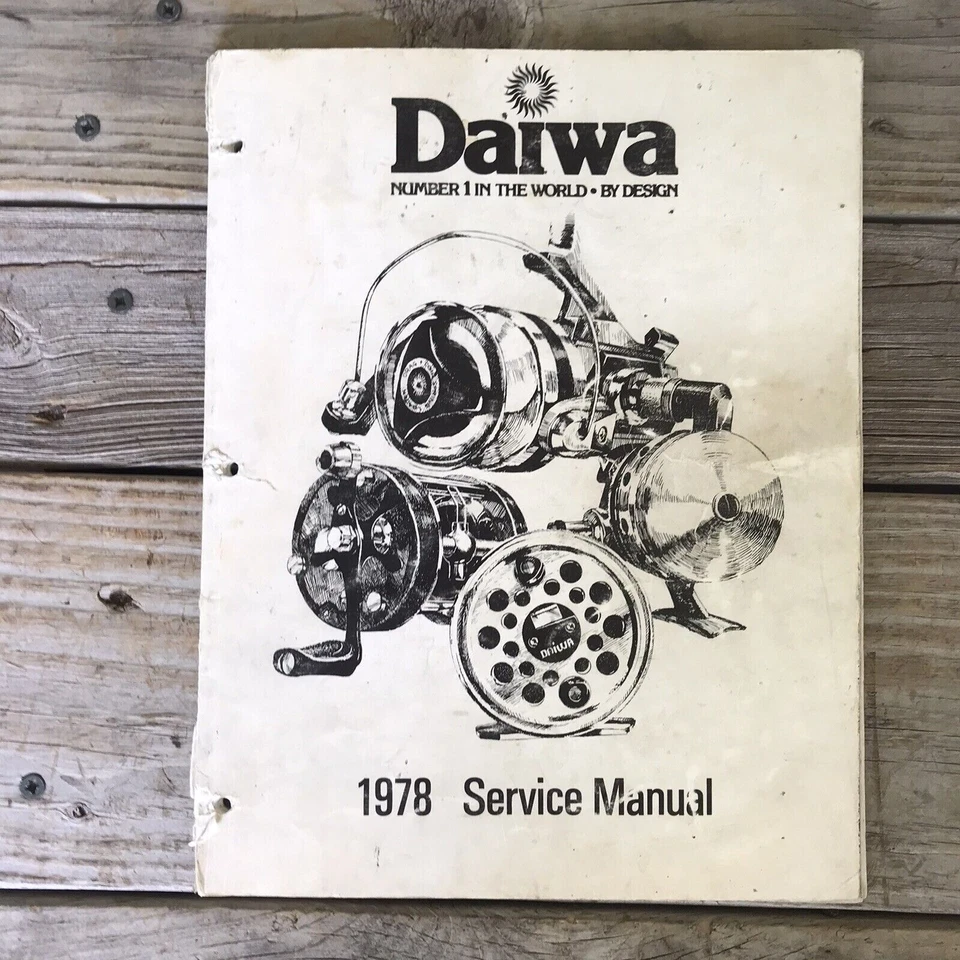 Daiwa
NUMBER 1 IN THE WORLD • BY DESIGN
DAIWA
1978 Service Manual